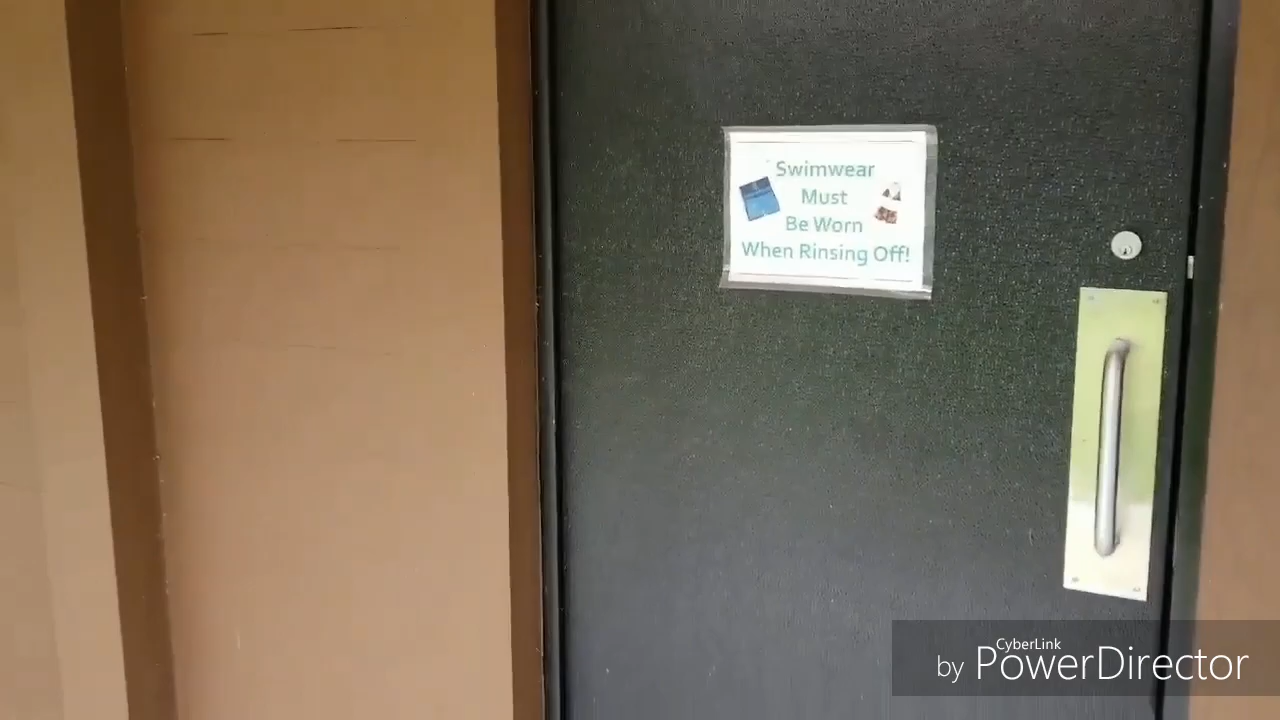 Swimwear
Must
Be Worn
When Rinsing Off!
CyberLink
by PowerDirector